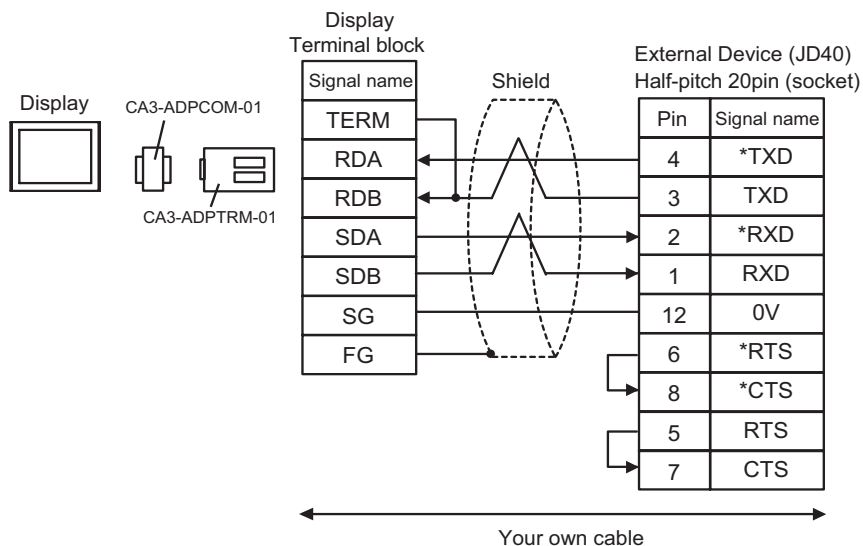 Display
Terminal block
External Device (JD40)
Half-pitch 20pin (socket)
Display
CA3-ADPCOM-01
CA3-ADPTRM-01
Shield
Signal name
TERM
RDA
RDB
SDA
SDB
SG
FG
Pin Signal name
4 *TXD
3 TXD
2 *RXD
1 RXD
12 0V
6 *RTS
8 *CTS
5 RTS
7 CTS
Your own cable